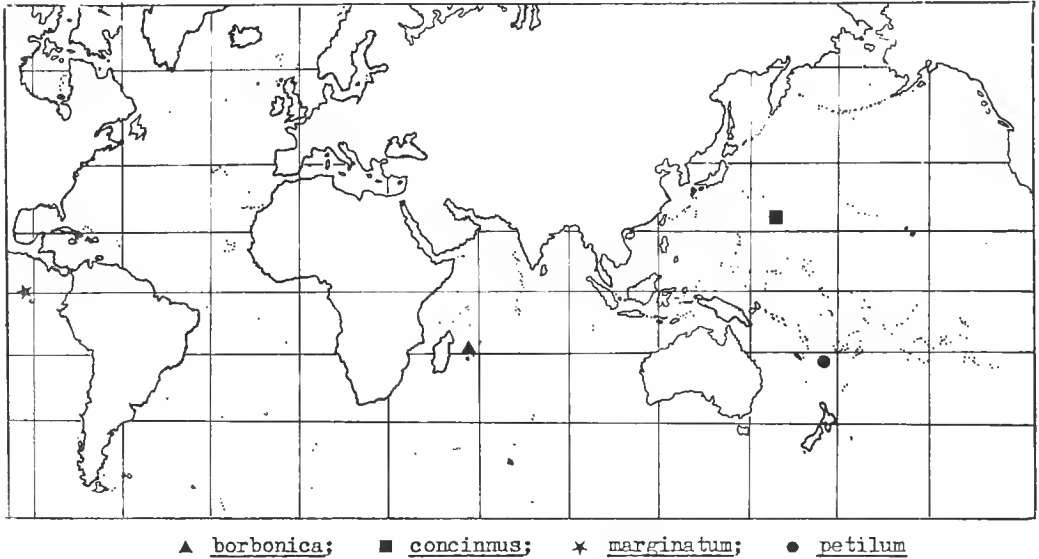 ▲ borbonica; ■ concinnus; ★ marginatum; ● petilum